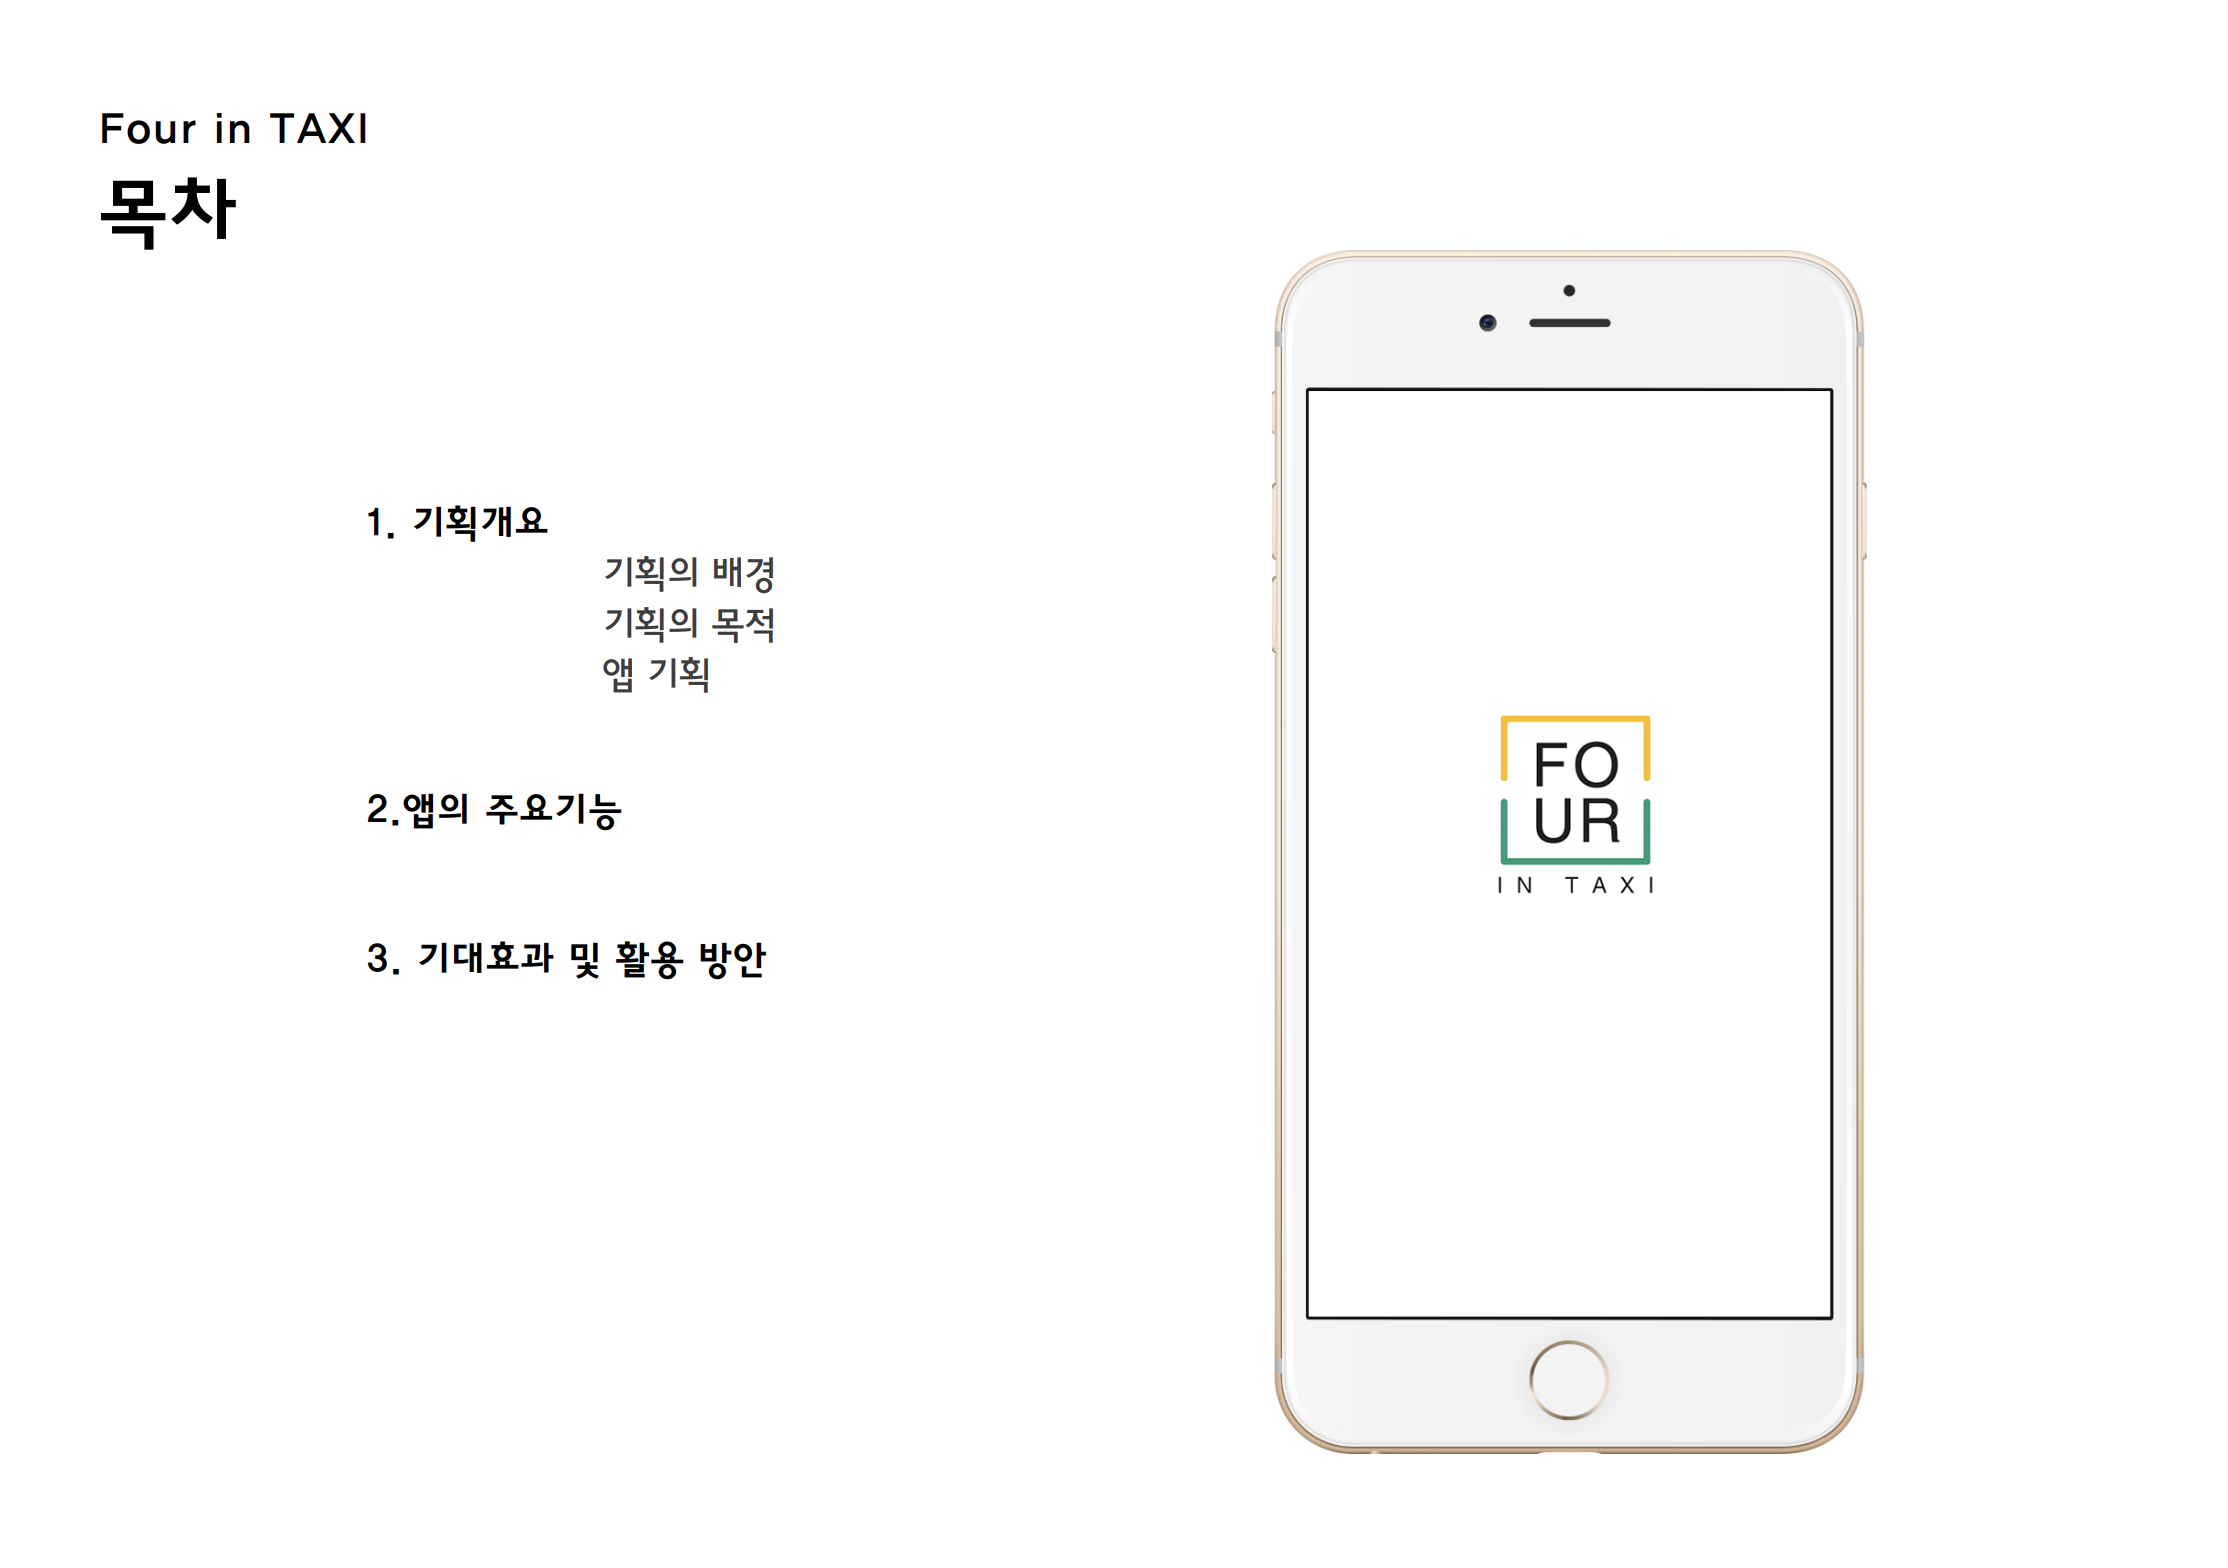 Four in TAXI
목차
1. 기획개요
기획의 배경
기획의 목적
앱 기획
2.앱의 주요기능
3. 기대효과 및 활용 방안
FO
UR
IN TAXI